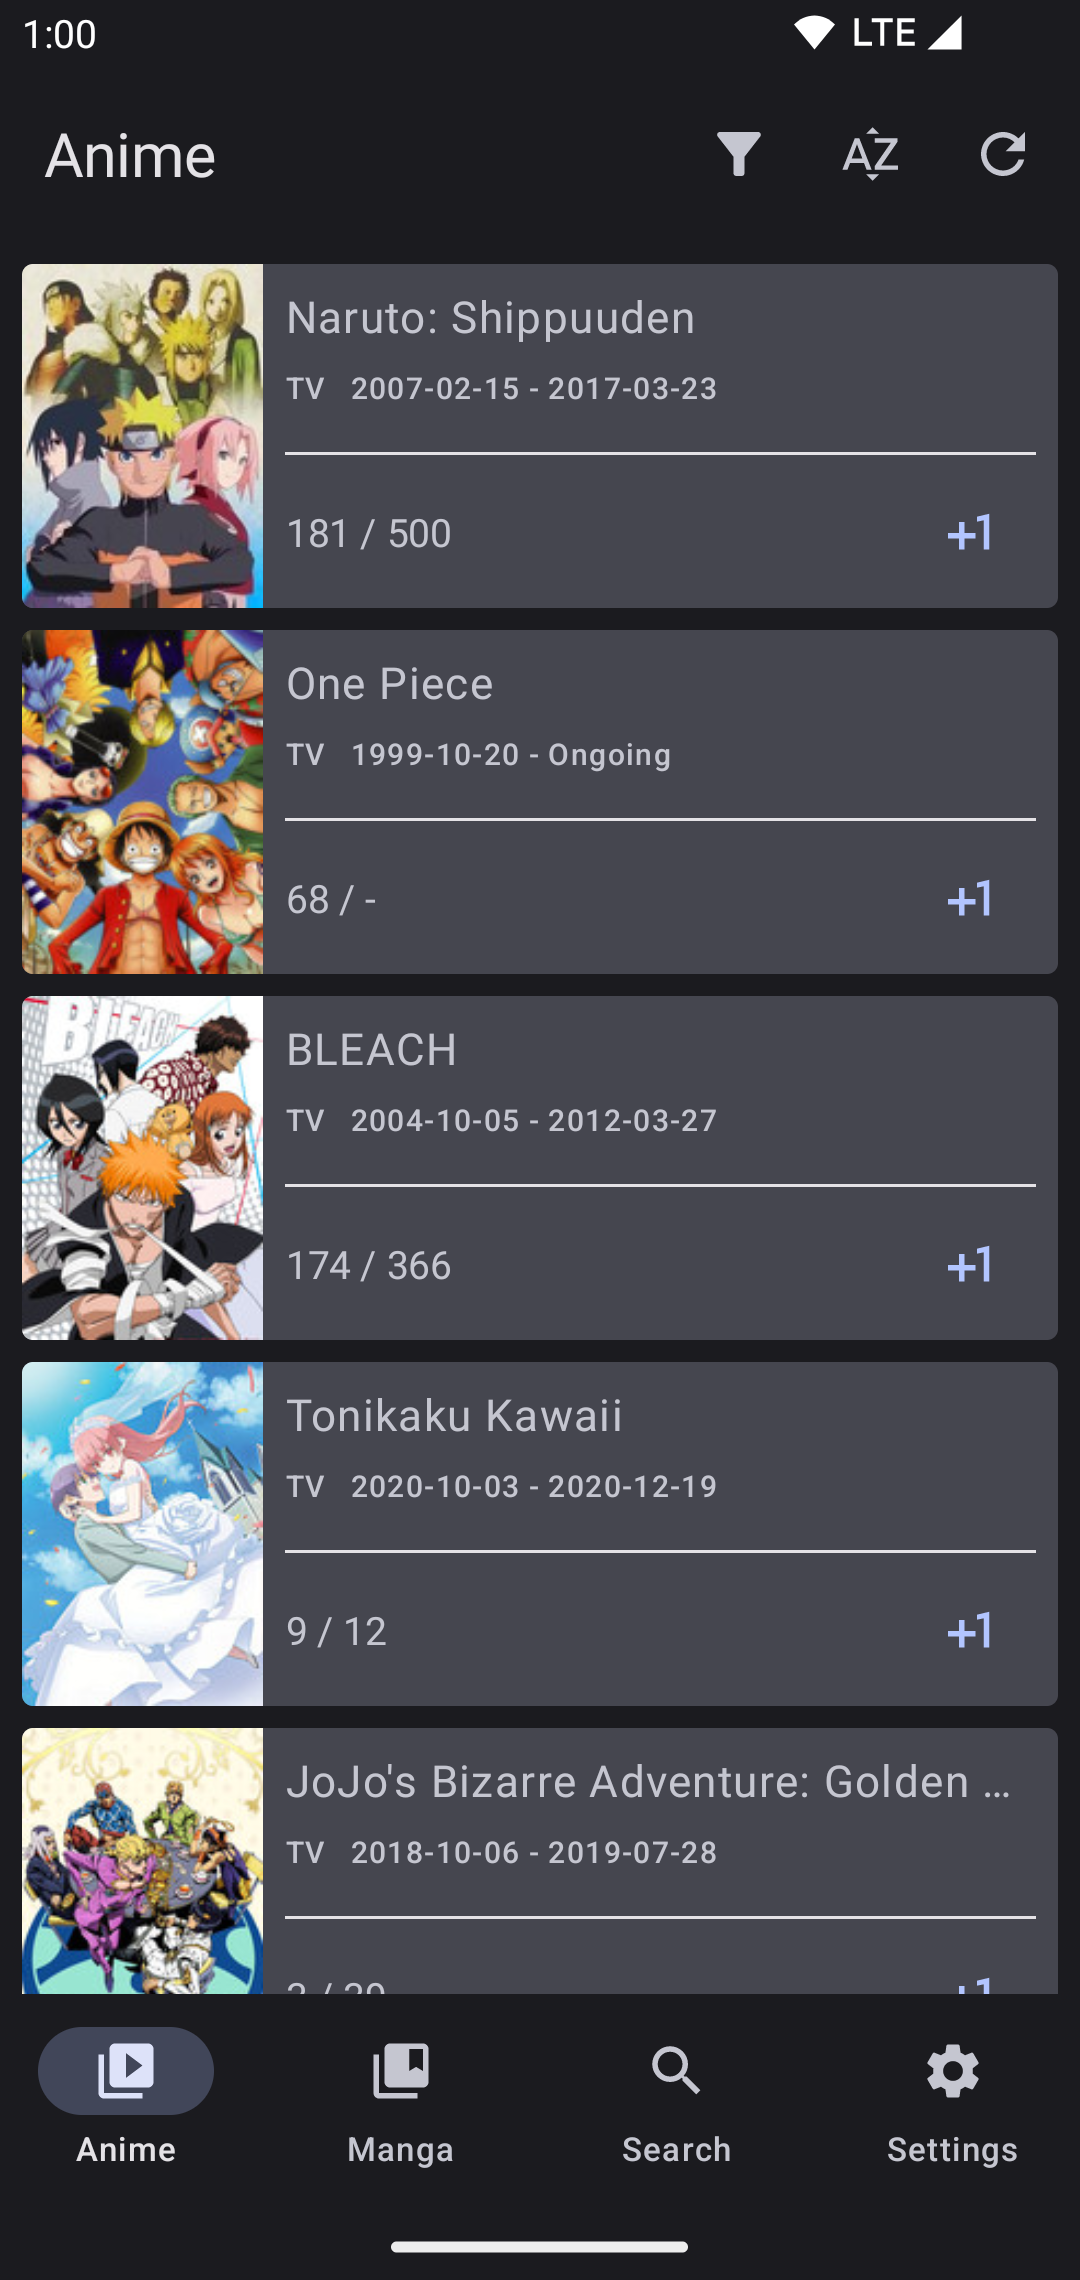 1:00
LTE
Anime
AZ
Naruto: Shippuuden
TV 2007-02-15 - 2017-03-23
181 / 500
+1
One Piece
TV 1999-10-20 - Ongoing
68 / -
+1
BLEACH
BLEACH
TV 2004-10-05 - 2012-03-27
174 / 366
+1
Tonikaku Kawaii
TV 2020-10-03 - 2020-12-19
9 / 12
+1
JoJo's Bizarre Adventure: Golden ...
TV 2018-10-06 - 2019-07-28
+1
Anime
Manga
Search
Settings